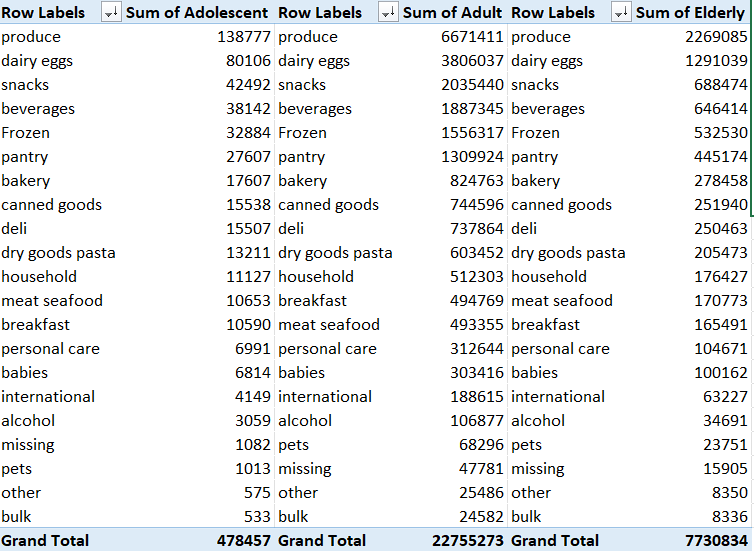 Row Labels Sum of Adolescent Row Labels Sum of Adult Row Labels Sum of Elderly
produce 138777 produce 6671411 produce 2269085
dairy eggs 80106 dairy eggs 3806037 dairy eggs 1291039
snacks 42492 snacks 2035440 snacks 688474
beverages 38142 beverages 1887345 beverages 646414
Frozen 32884 Frozen 1556317 Frozen 532530
pantry 27607 pantry 1309924 pantry 445174
bakery 17607 bakery 824763 bakery 278458
canned goods 15538 canned goods 744596 canned goods 251940
deli 15507 deli 737864 deli 250463
dry goods pasta 13211 dry goods pasta 603452 dry goods pasta 205473
household 11127 household 512303 household 176427
meat seafood 10653 breakfast 494769 meat seafood 170773
breakfast 10590 meat seafood 493355 breakfast 165491
personal care 6991 personal care 312644 personal care 104671
babies 6814 babies 303416 babies 100162
international 4149 international 188615 international 63227
alcohol 3059 alcohol 106877 alcohol 34691
missing 1082 pets 68296 pets 23751
pets 1013 missing 47781 missing 15905
other 575 other 25486 other 8350
bulk 533 bulk 24582 bulk 8336
Grand Total 478457 Grand Total 22755273 Grand Total 7730834